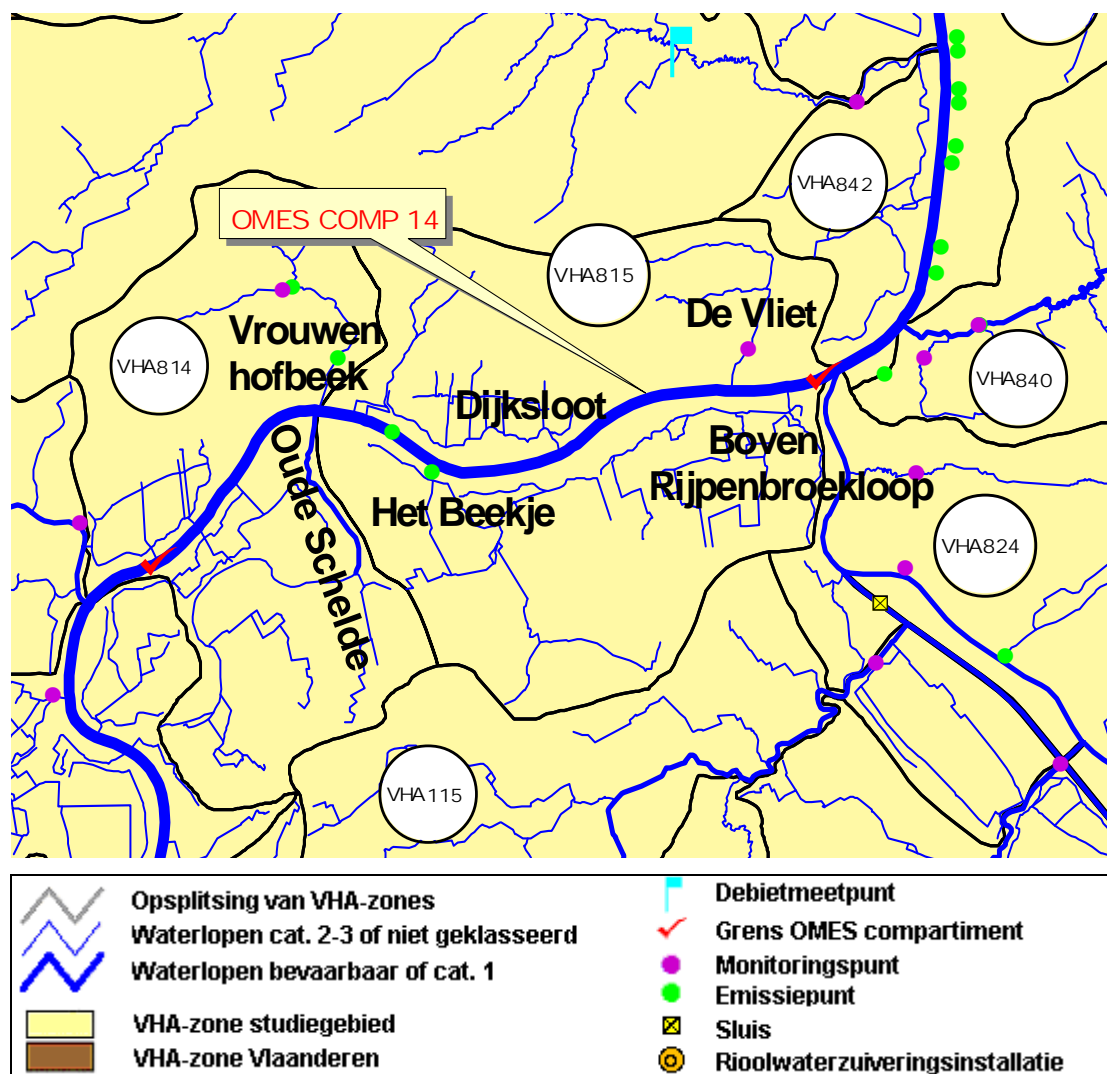 VHA842
OMES COMP 14
VHA815
De Vliet
Vrouwen
hofbeek
VHA814
VHA840
Dijksloot
Boven
Rijpenbroekloop
Oude Schelde
Het Beekje
VHA824
VHA115
Opsplitsing van VHA-zones
Waterlopen cat. 2-3 of niet geklasseerd
Waterlopen bevaarbaar of cat. 1
VHA-zone studiegebied
VHA-zone Vlaanderen
Debietmeetpunt
Grens OMES compartiment
Monitoringspunt
Emissiepunt
Sluis
Rioolwaterzuiveringsinstallatie